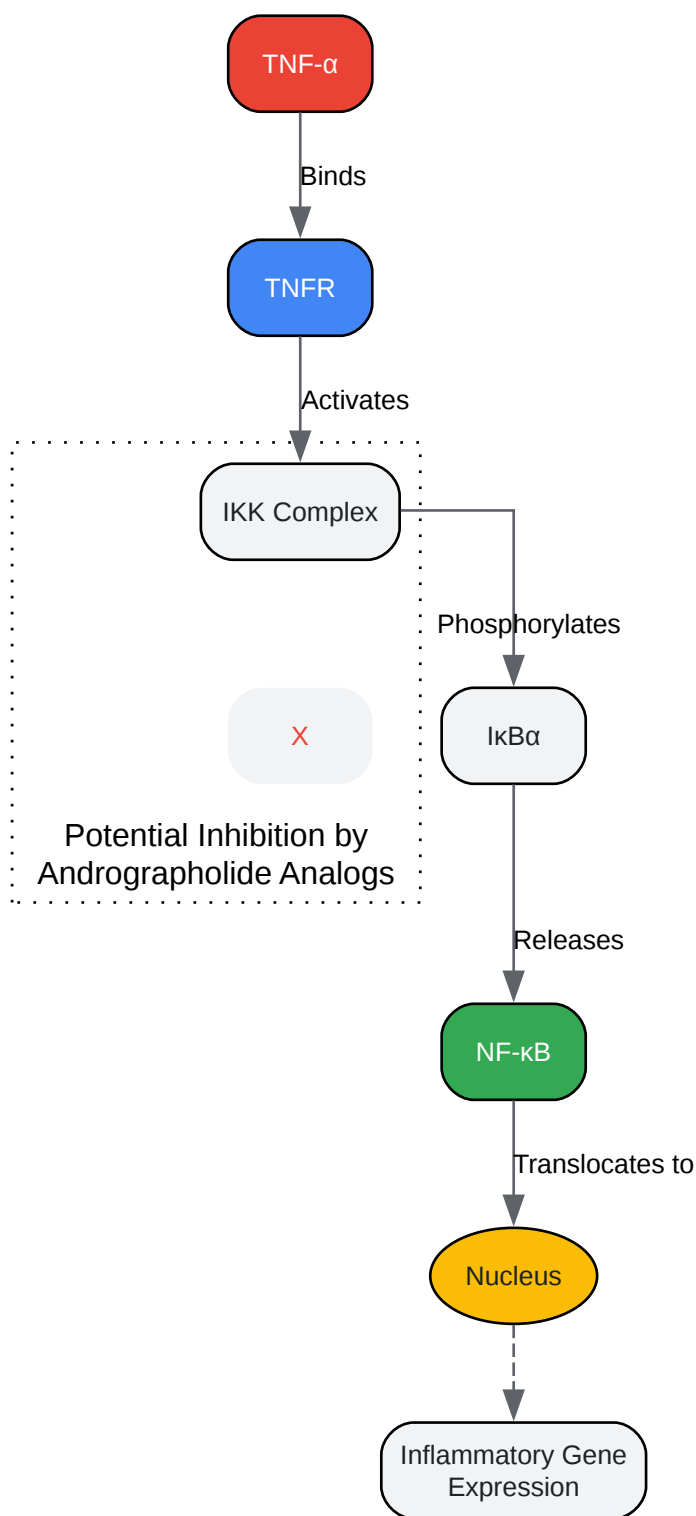 TNF-α
Binds
TNFR
Activates
IKK Complex
Phosphorylates
X
IκBα
Potential Inhibition by
Andrographolide Analogs
Releases
NF-κB
Translocates to
Nucleus
Inflammatory Gene
Expression